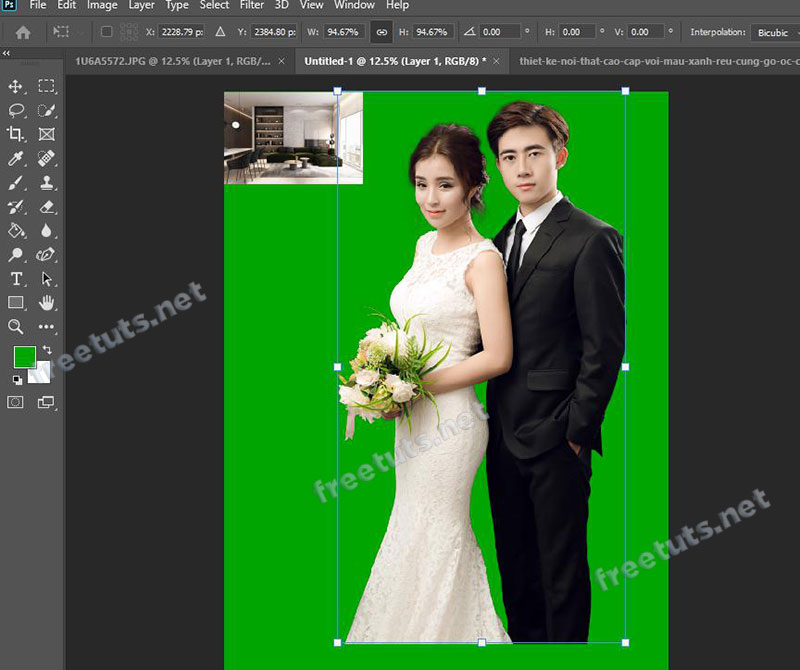 Ps File Edit Image Layer Type Select Filter 3D View Window Help
X: 2228.79 p: Y: 2384.80 p: W: 94.67% H: 94.67% 0.00 ° H: 0.00 ° V: 0.00 ° Interpolation: Bicubic
1U6A5572.JPG @ 12.5% (Layer 1, RGB/... × Untitled-1 @ 12.5% (Layer 1, RGB/8) * × thiet-ke-noi-that-cao-cap-voi-mau-xanh-reu-cung-go-oc-c
T
freetuts.net
freetuts.net
freetuts.net